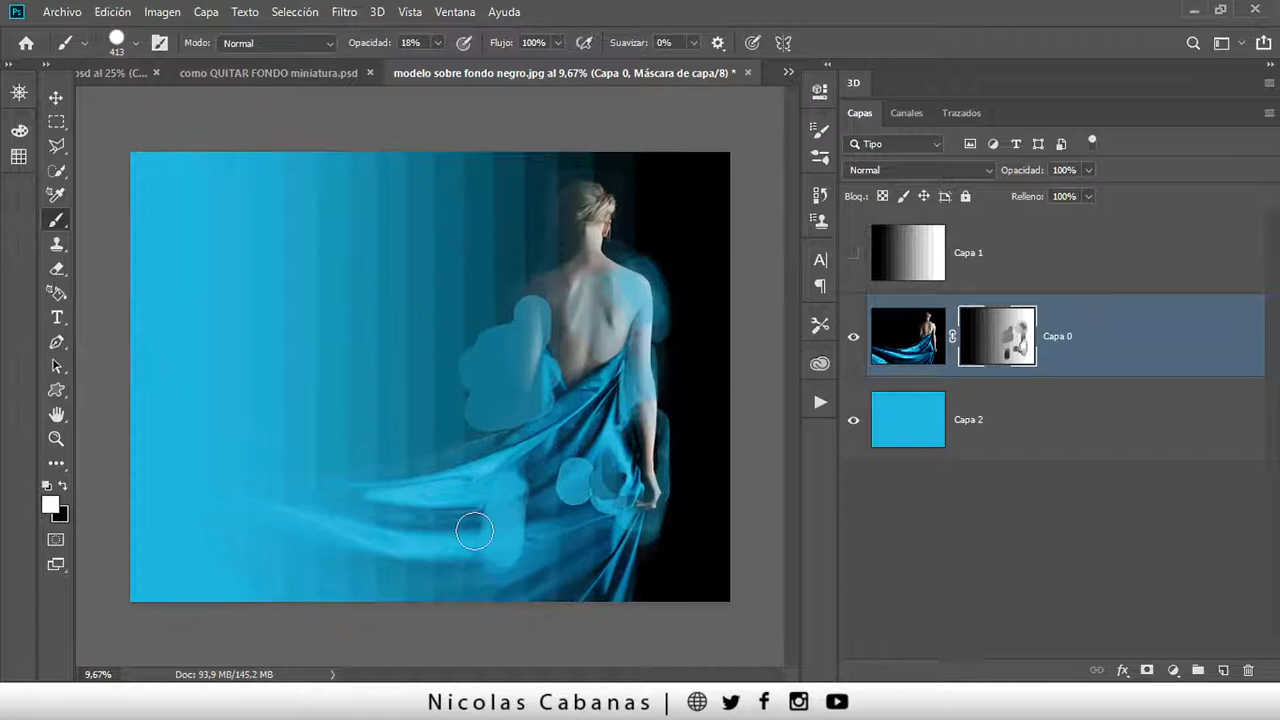 Ps Archivo Edición Imagen Capa Texto Selección Filtro 3D Vista Ventana Ayuda
413 Modo: Normal Opacidad: 18% Flujo: 100% Suavizar: 0%
psd al 25% (C... × como QUITAR FONDO miniatura.psd × modelo sobre fondo negro.jpg al 9,67% (Capa 0, Máscara de capa/8) * ×
3D
Capas Canales Trazados
Tipo
Normal Opacidad: 100%
Bloq.: Relleno: 100%
Capa 1
Capa 0
Capa 2
9,67% Doc: 93,9 MB/145,2 MB
Nicolas Cabanas |